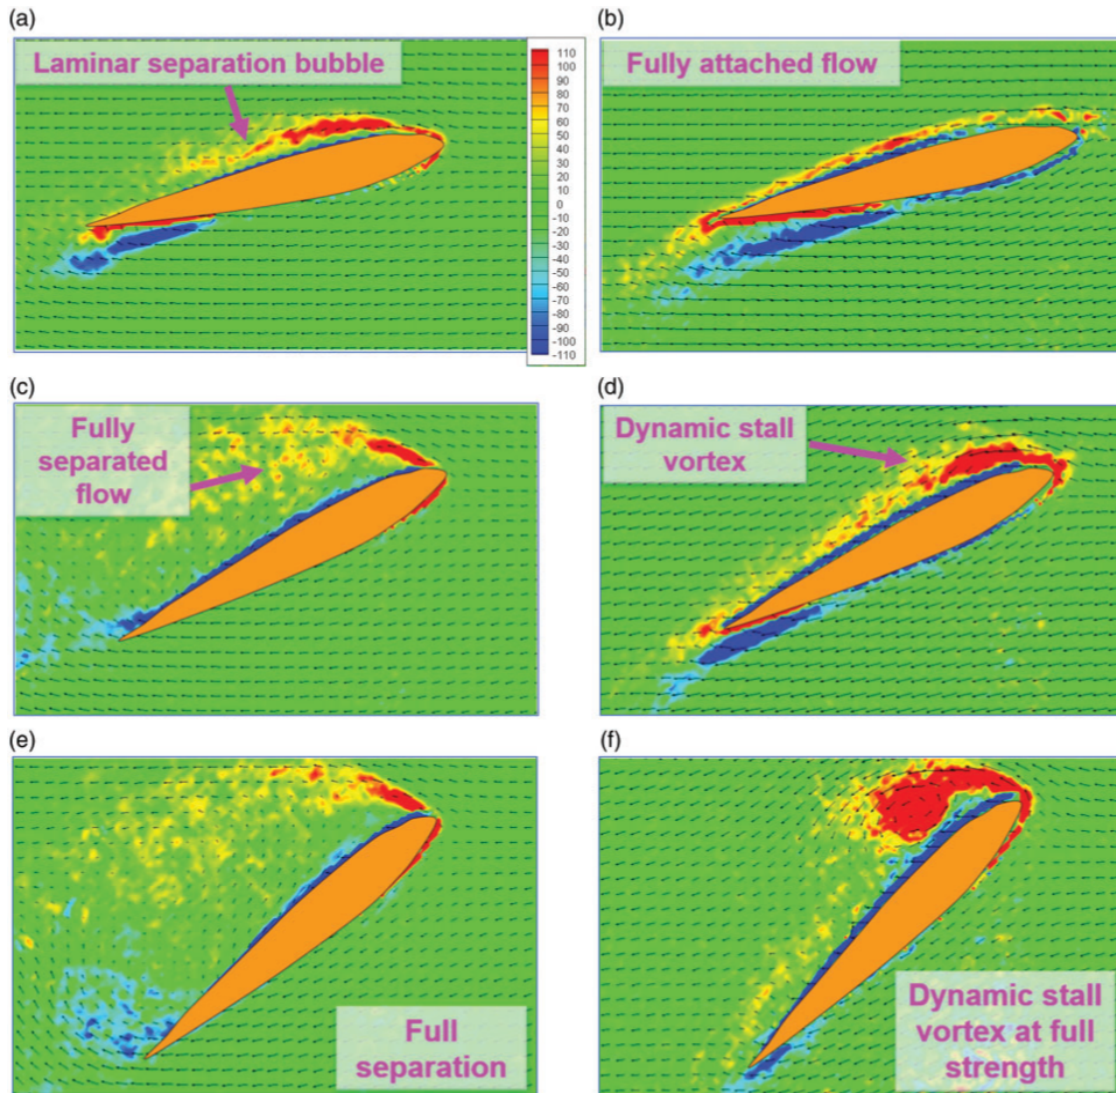 (a)
Laminar separation bubble
110
100
90
80
70
60
50
40
30
20
10
0
-10
-20
-30
-40
-50
-60
-70
-80
-90
-100
-110
(b)
Fully attached flow
(c)
Fully
separated
flow
(d)
Dynamic stall
vortex
(e)
Full
separation
(f)
Dynamic stall
vortex at full
strength